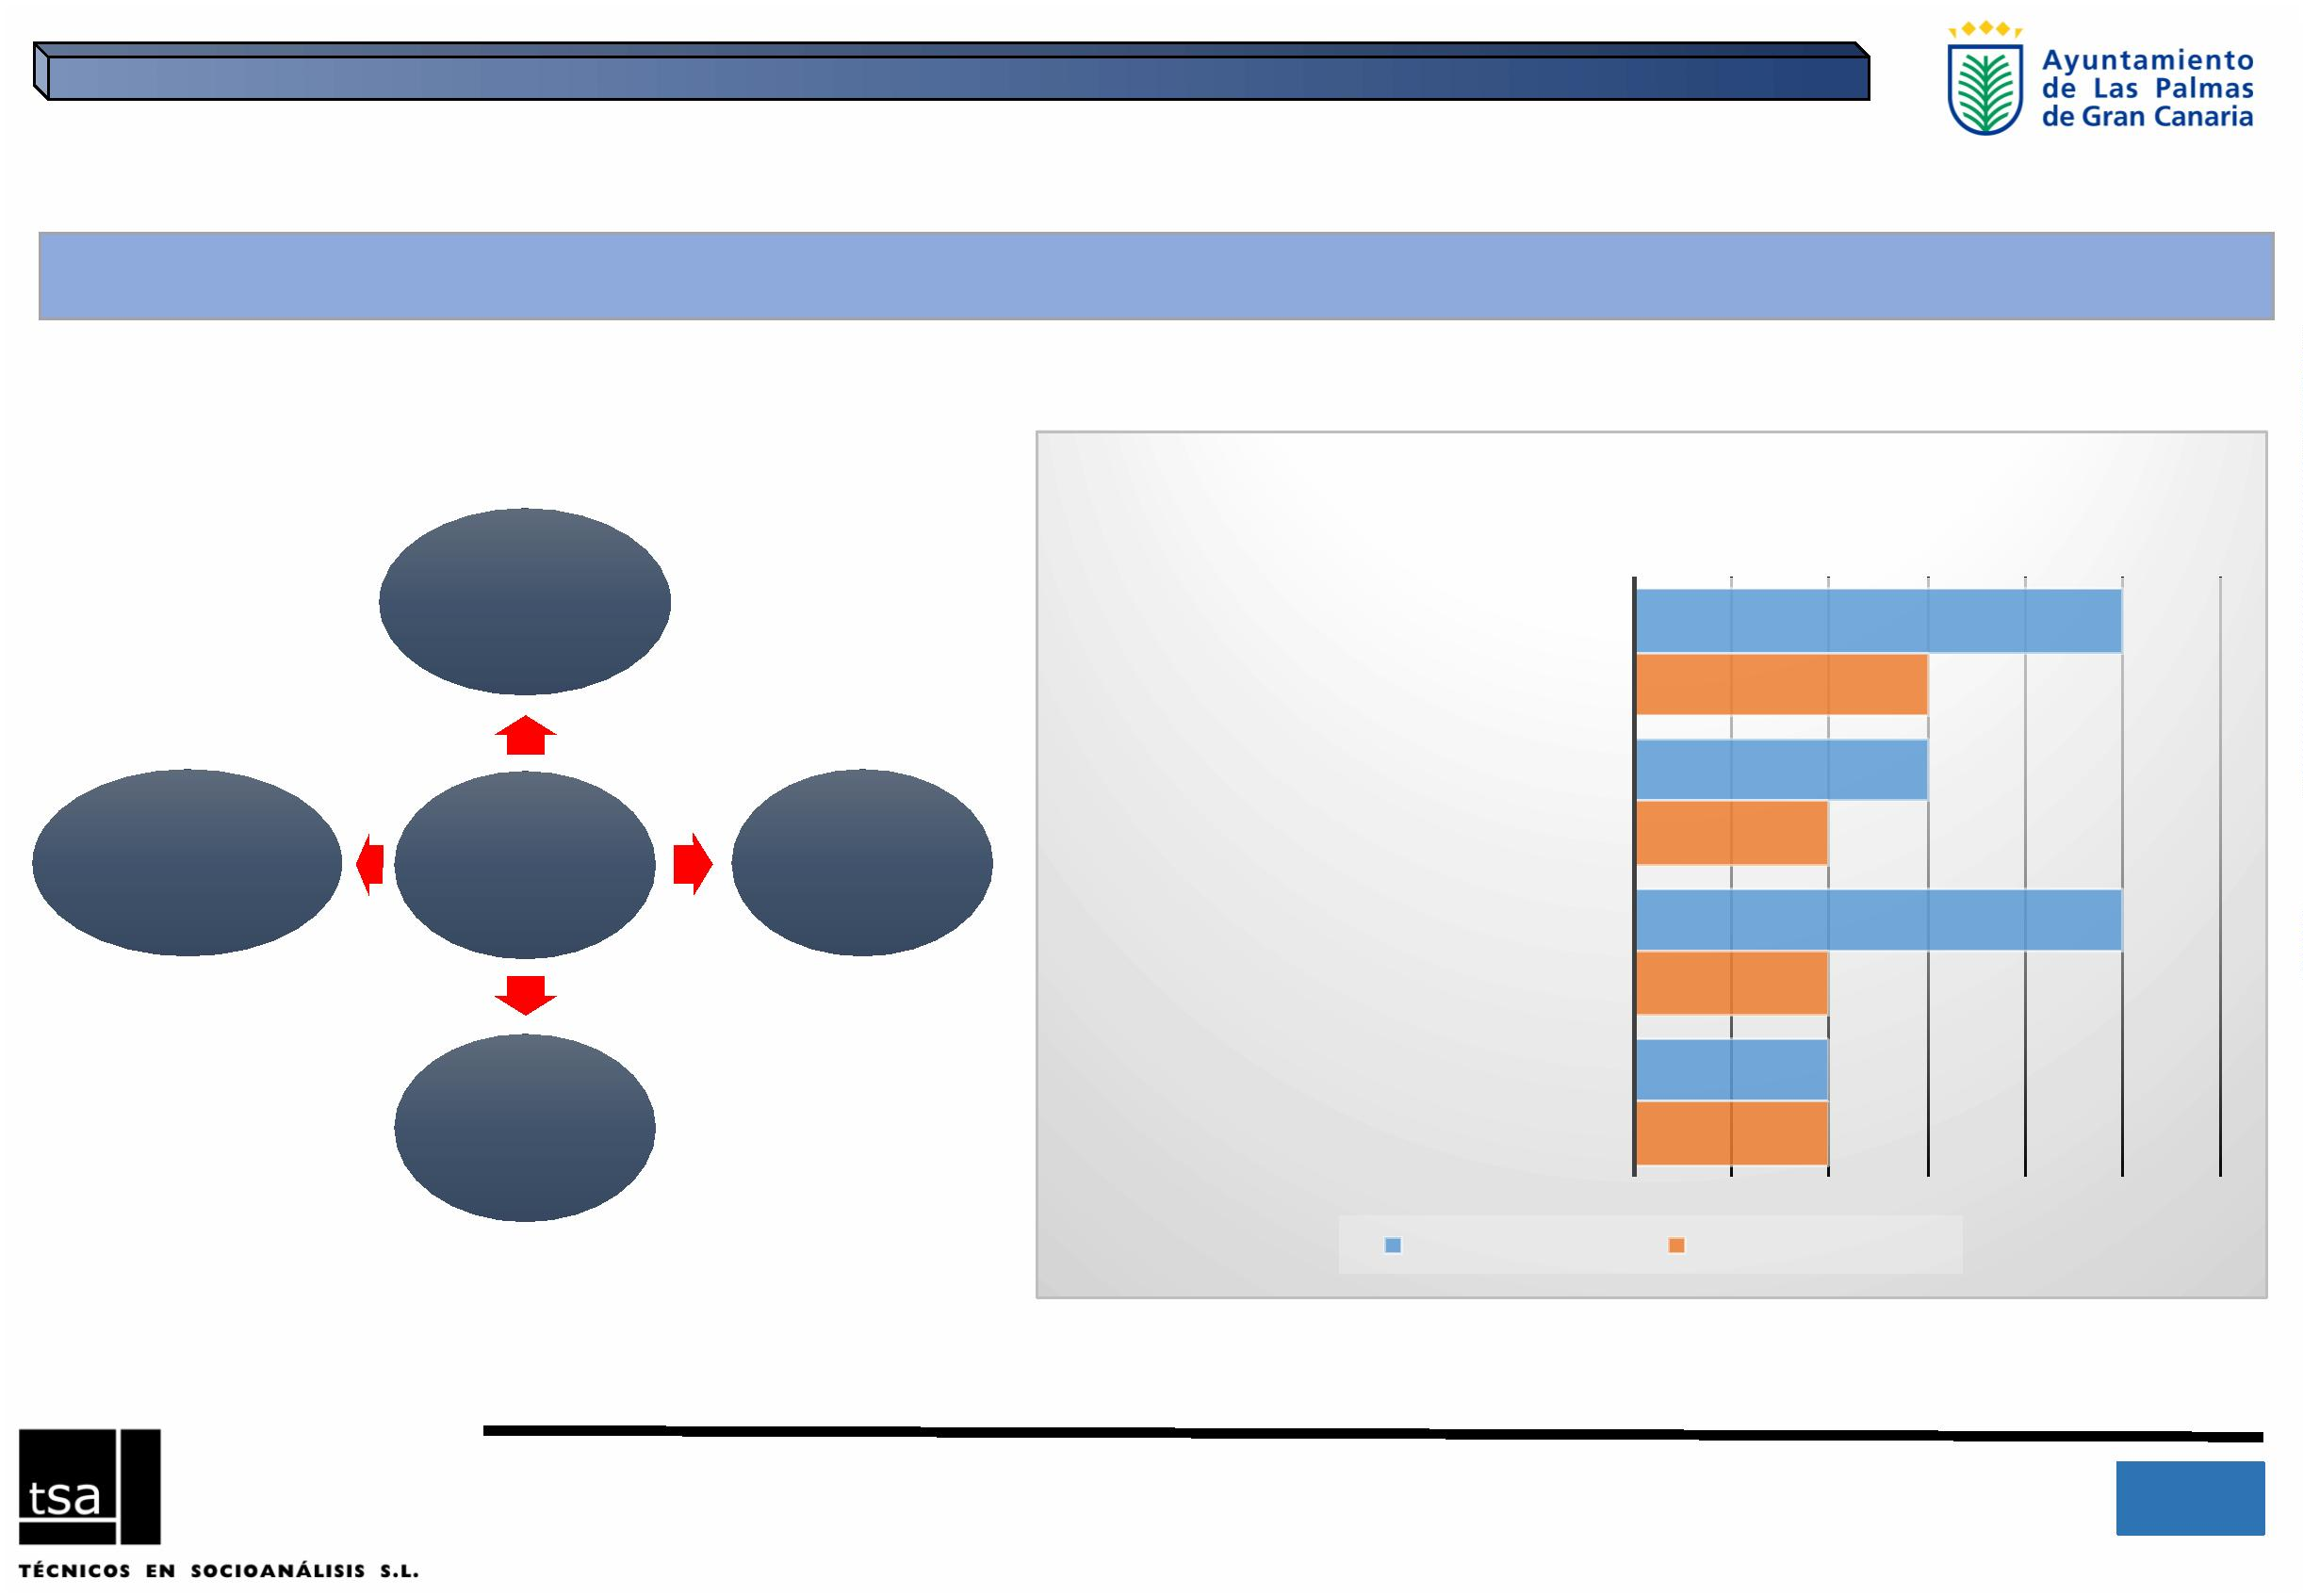 Ayuntamiento
de Las Palmas
de Gran Canaria
tsa
TÉCNICOS EN SOCIOANÁLISIS S.L.